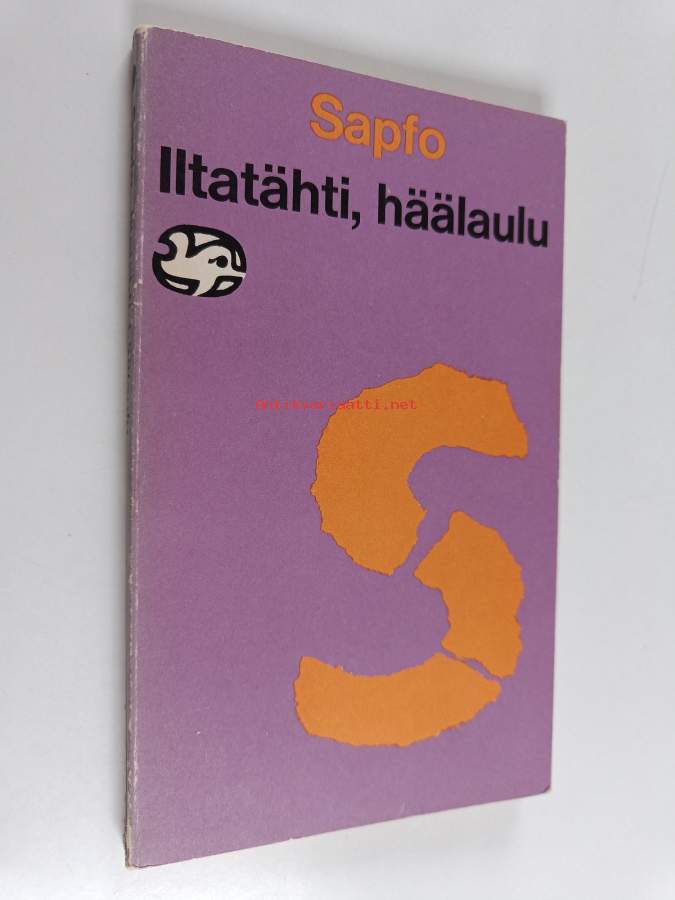 Sapfo
Iltatähti, häälaulu
antikvariaatti.net
S